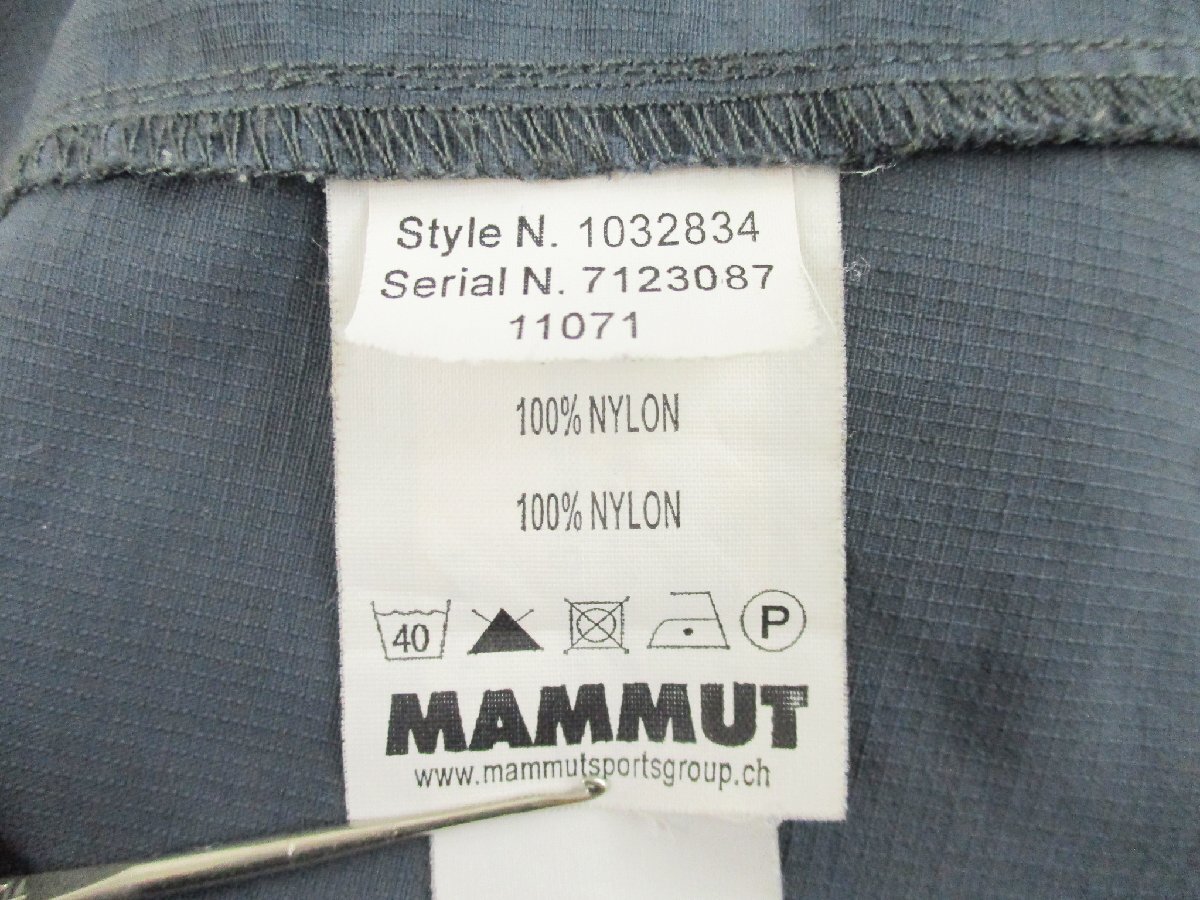 Style N. 1032834
Serial N. 7123087
11071
100% NYLON
100% NYLON
40 P
MAMMUT
www.mammutsportsgroup.ch